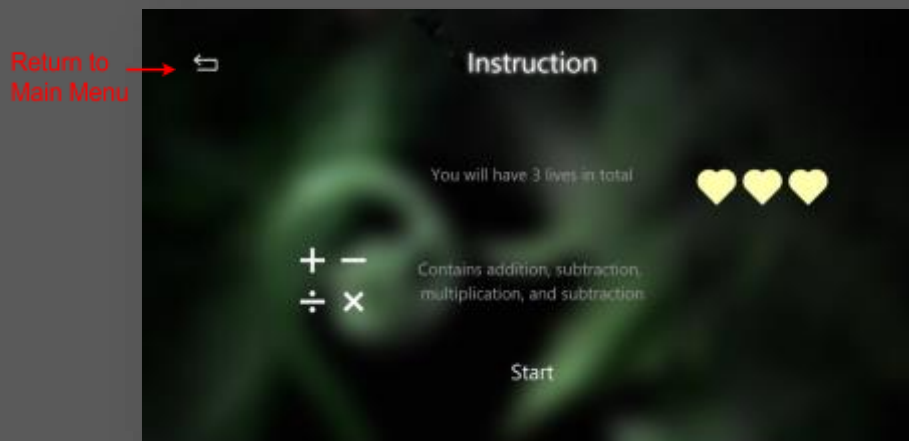 Return to
Main Menu
Instruction
You will have 3 lives in total
+ −
÷ ×
Contains addition, subtraction,
multiplication, and subtraction
Start